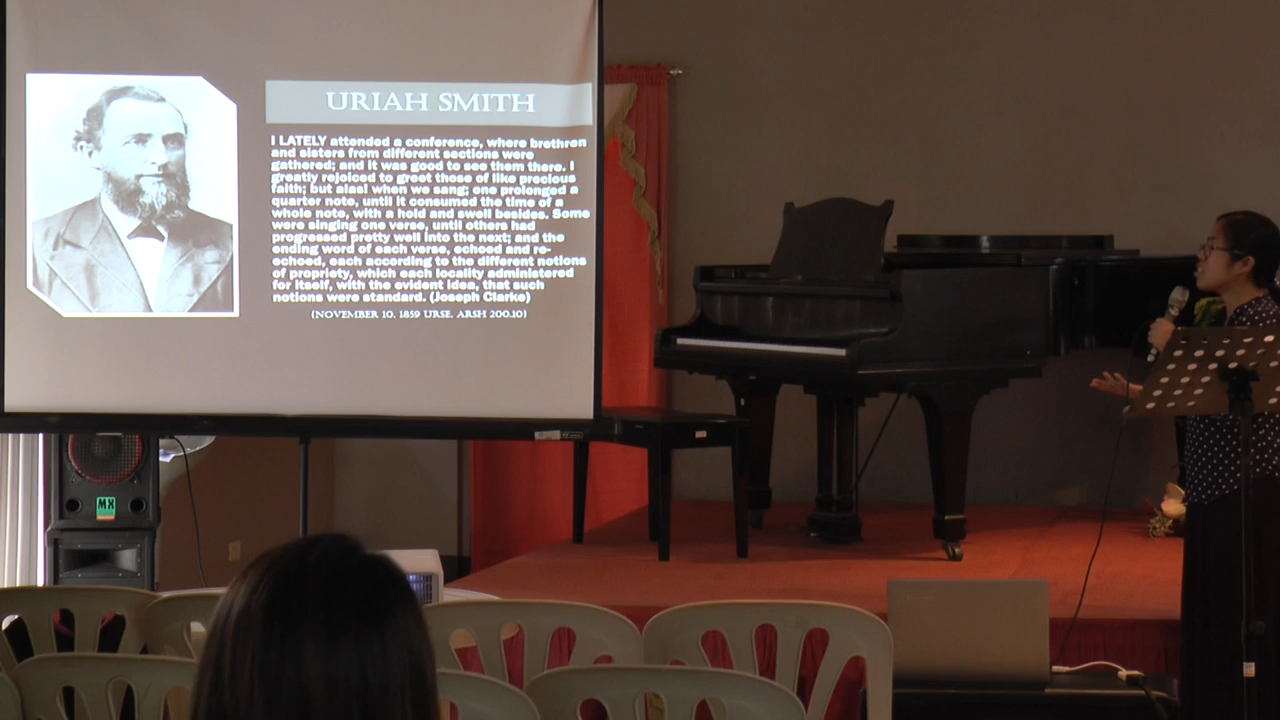 URIAH SMITH
I LATELY attended a conference, where brethren
and sisters from different sections were
gathered; and it was good to see them there. I
greatly rejoiced to greet those of like precious
faith; but alas! when we sang; one prolonged a
quarter note, until it consumed the time of a
whole note, with a hold and swell besides. Some
were singing one verse, until others had
progressed pretty well into the next; and the
ending word of each verse, echoed and re-
echoed, each according to the different notions
of propriety, which each locality administered
for itself, with the evident idea, that such
notions were standard. (Joseph Clarke)
{NOVEMBER 10, 1859 URSE, ARSH 200.10}
MX